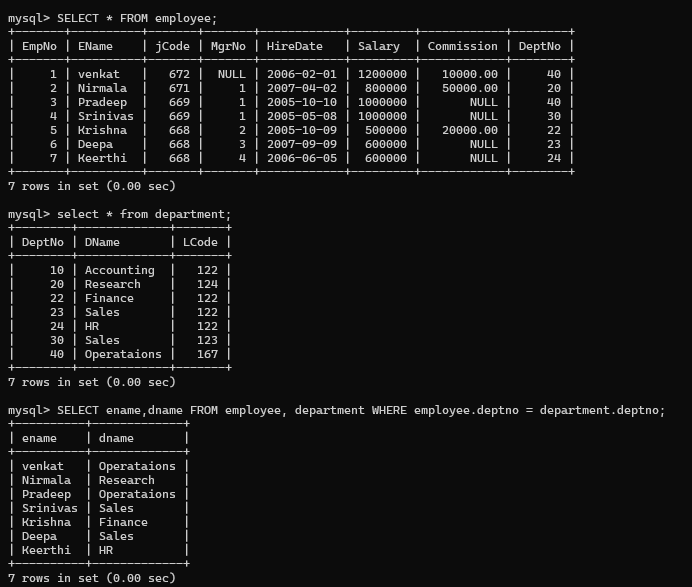 mysql> SELECT * FROM employee;
+-------+----------+-------+-------+------------+---------+------------+--------+
| EmpNo | EName    | jCode | MgrNo | HireDate   | Salary  | Commission | DeptNo |
+-------+----------+-------+-------+------------+---------+------------+--------+
|     1 | venkat   |   672 |  NULL | 2006-02-01 | 1200000 |   10000.00 |     40 |
|     2 | Nirmala  |   671 |     1 | 2007-04-02 |  800000 |   50000.00 |     20 |
|     3 | Pradeep  |   669 |     1 | 2005-10-10 | 1000000 |       NULL |     40 |
|     4 | Srinivas |   669 |     1 | 2005-05-08 | 1000000 |       NULL |     30 |
|     5 | Krishna  |   668 |     2 | 2005-10-09 |  500000 |   20000.00 |     22 |
|     6 | Deepa    |   668 |     3 | 2007-09-09 |  600000 |       NULL |     23 |
|     7 | Keerthi  |   668 |     4 | 2006-06-05 |  600000 |       NULL |     24 |
+-------+----------+-------+-------+------------+---------+------------+--------+
7 rows in set (0.00 sec)
mysql> select * from department;
+--------+-------------+-------+
| DeptNo | DName       | LCode |
+--------+-------------+-------+
|     10 | Accounting  |   122 |
|     20 | Research    |   124 |
|     22 | Finance     |   122 |
|     23 | Sales       |   122 |
|     24 | HR          |   122 |
|     30 | Sales       |   123 |
|     40 | Operataions |   167 |
+--------+-------------+-------+
7 rows in set (0.00 sec)
mysql> SELECT ename,dname FROM employee, department WHERE employee.deptno = department.deptno;
+----------+-------------+
| ename    | dname       |
+----------+-------------+
| venkat   | Operataions |
| Nirmala  | Research    |
| Pradeep  | Operataions |
| Srinivas | Sales       |
| Krishna  | Finance     |
| Deepa    | Sales       |
| Keerthi  | HR          |
+----------+-------------+
7 rows in set (0.00 sec)